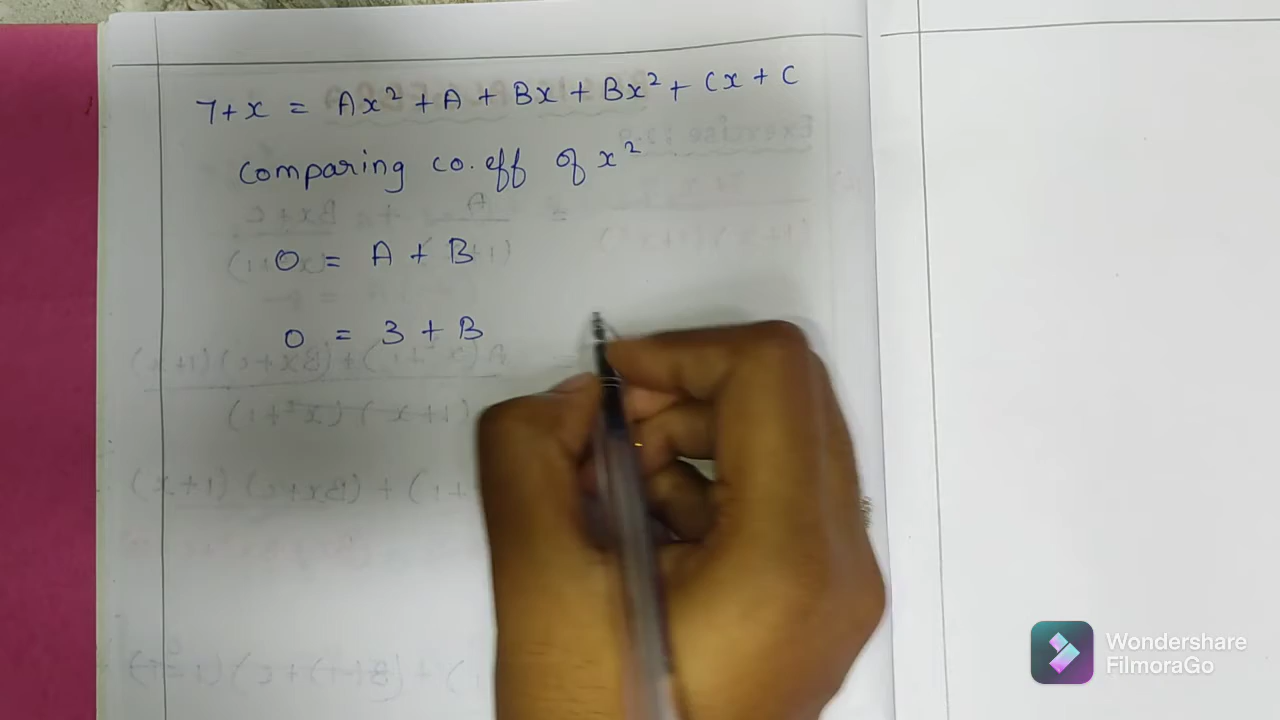 7+x = Ax² + A + Bx + Bx² + Cx + C
Comparing co.eff of x²
0 = A + B
0 = 3 + B
Wondershare
FilmoraGo